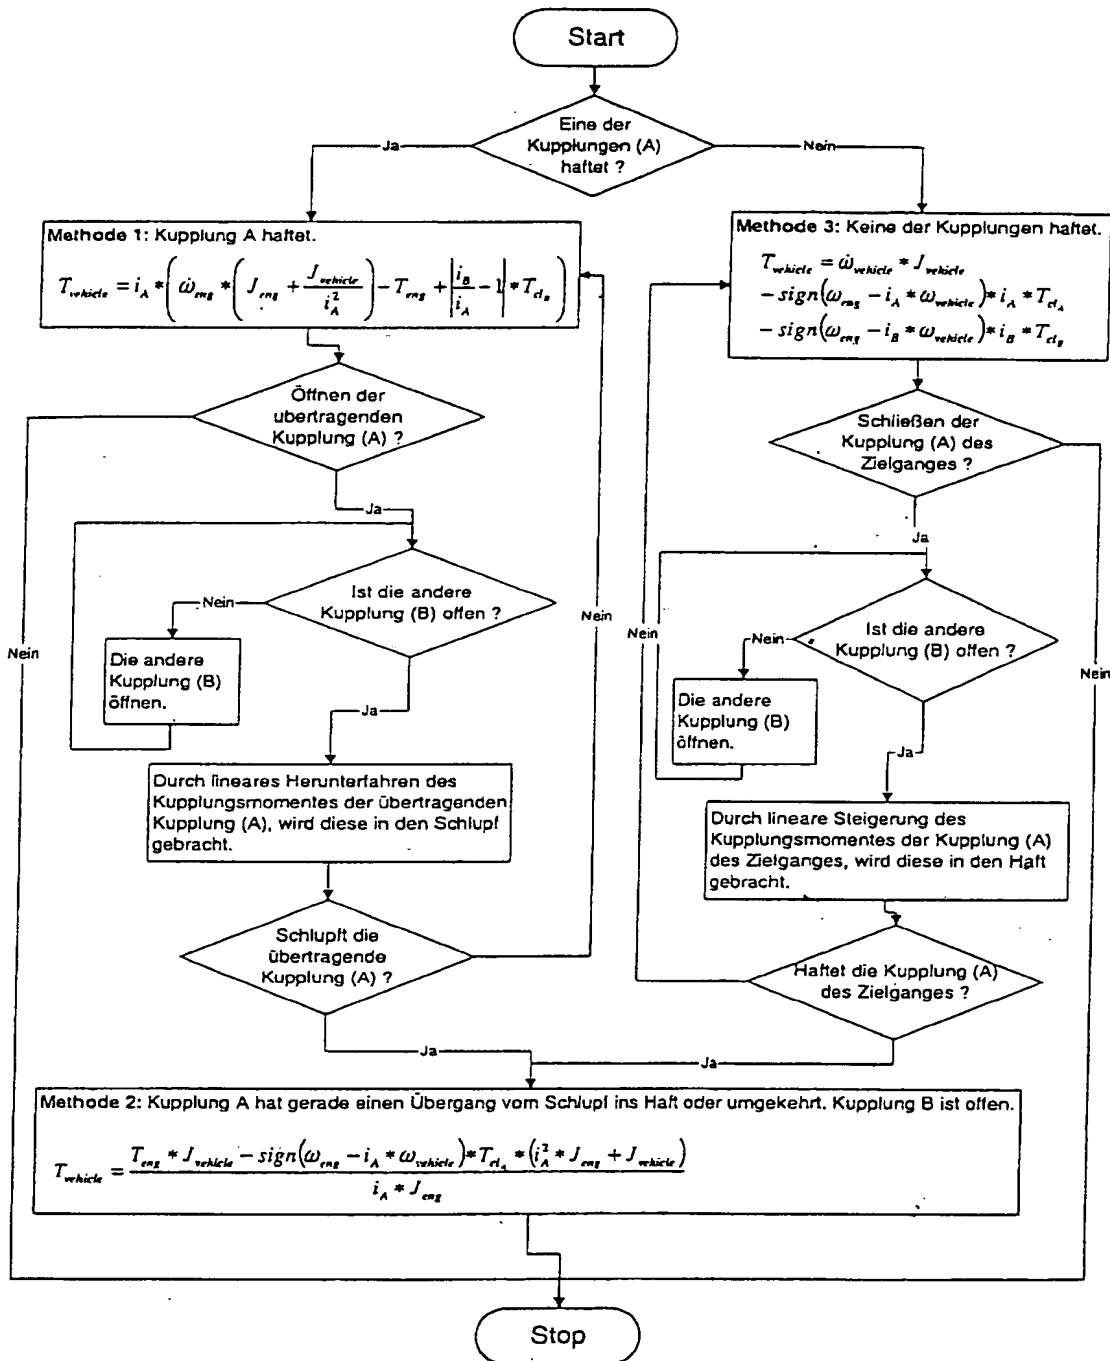 Start
Eine der
Kupplungen (A)
haftet ?
Ja
Nein
Methode 1: Kupplung A haftet.
T_vehicle = i_A * ( ω̇_eng * ( J_eng + J_vehicle / i_A^2 ) - T_eng + | i_B / i_A - 1 | * T_cl_B )
Methode 3: Keine der Kupplungen haftet.
T_vehicle = ω̇_vehicle * J_vehicle
- sign(ω_eng - i_A * ω_vehicle) * i_A * T_cl_A
- sign(ω_eng - i_B * ω_vehicle) * i_B * T_cl_B
Öffnen der
ubertragenden
Kupplung (A) ?
Schließen der
Kupplung (A) des
Zielganges ?
Ja
Ja
Ist die andere
Kupplung (B) offen ?
Nein
Nein
Nein
Die andere
Kupplung (B)
öffnen.
Ja
Ist die andere
Kupplung (B) offen ?
Nein
Nein
Nein
Die andere
Kupplung (B)
öffnen.
Ja
Durch lineares Herunterfahren des
Kupplungsmomentes der übertragenden
Kupplung (A), wird diese in den Schlupf
gebracht.
Durch lineare Steigerung des
Kupplungsmomentes der Kupplung (A)
des Zielganges, wird diese in den Haft
gebracht.
Schlupft die
übertragende
Kupplung (A) ?
Haftet die Kupplung (A)
des Zielganges ?
Ja
Ja
Methode 2: Kupplung A hat gerade einen Übergang vom Schlupf ins Haft oder umgekehrt. Kupplung B ist offen.
T_vehicle = ( T_eng * J_vehicle - sign(ω_eng - i_A * ω_vehicle) * T_cl_A * (i_A^2 * J_eng + J_vehicle) ) / ( i_A * J_eng )
Stop